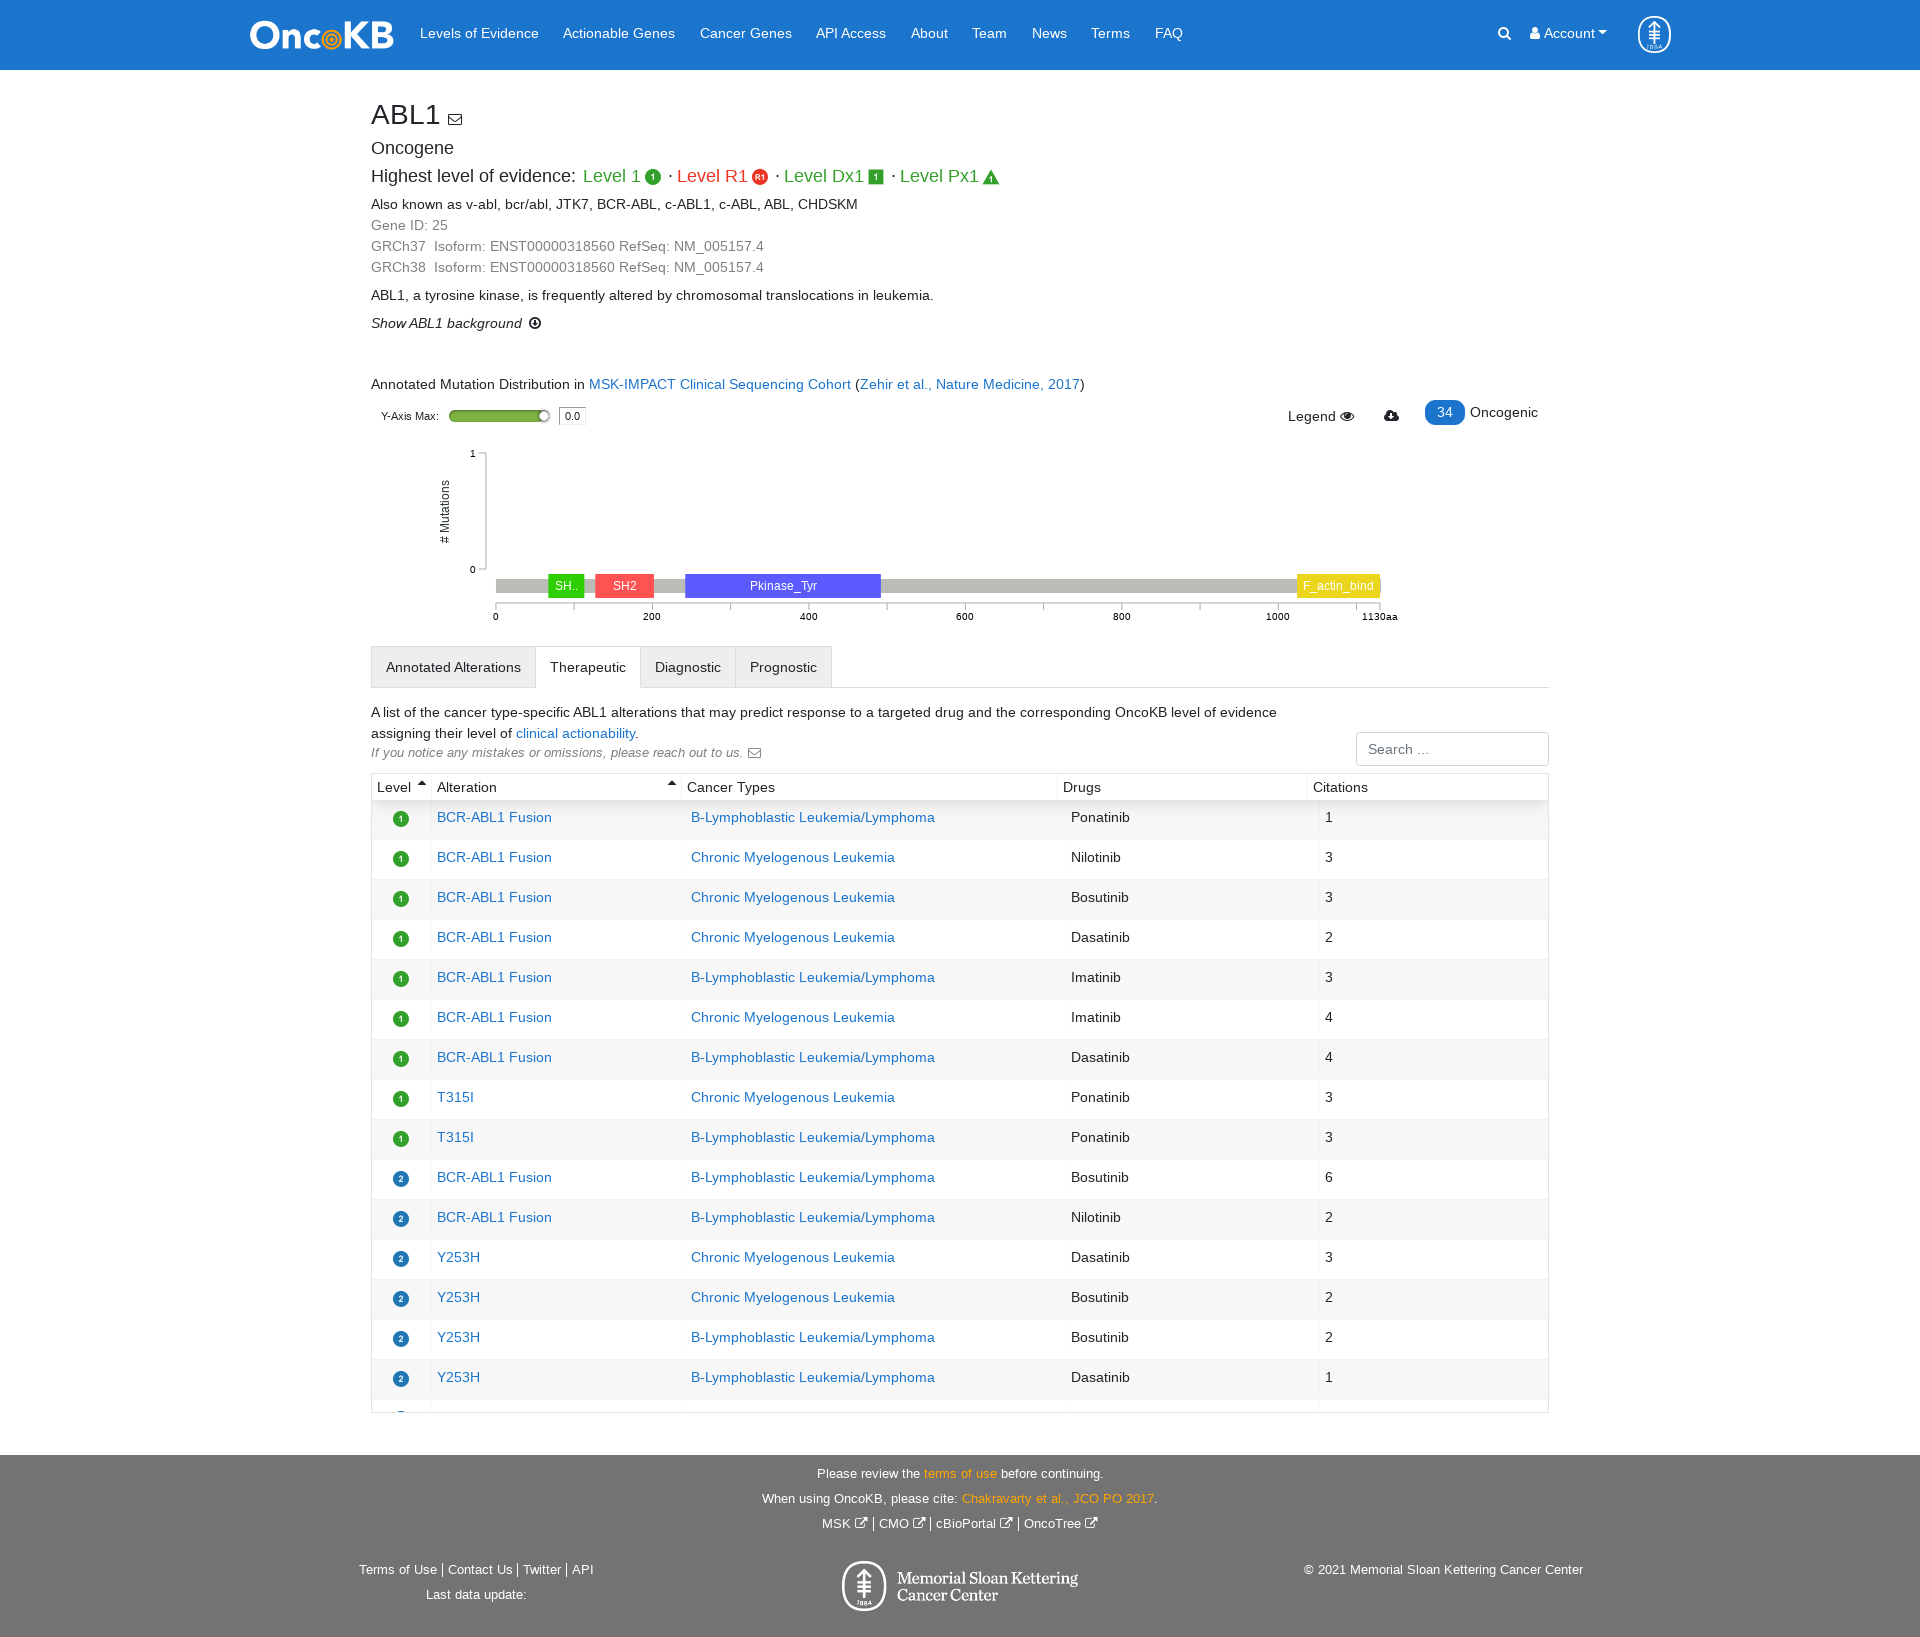 OncoKB Levels of Evidence Actionable Genes Cancer Genes API Access About Team News Terms FAQ Account
ABL1
Oncogene
Highest level of evidence: Level 1 1 · Level R1 R1 · Level Dx1 1 · Level Px1 1
Also known as v-abl, bcr/abl, JTK7, BCR-ABL, c-ABL1, c-ABL, ABL, CHDSKM
Gene ID: 25
GRCh37 Isoform: ENST00000318560 RefSeq: NM_005157.4
GRCh38 Isoform: ENST00000318560 RefSeq: NM_005157.4
ABL1, a tyrosine kinase, is frequently altered by chromosomal translocations in leukemia.
Show ABL1 background
Annotated Mutation Distribution in MSK-IMPACT Clinical Sequencing Cohort (Zehir et al., Nature Medicine, 2017)
Y-Axis Max: 0.0 Legend 34 Oncogenic
1
# Mutations
0
SH.. SH2 Pkinase_Tyr F_actin_bind
0 200 400 600 800 1000 1130aa
Annotated Alterations Therapeutic Diagnostic Prognostic
A list of the cancer type-specific ABL1 alterations that may predict response to a targeted drug and the corresponding OncoKB level of evidence
assigning their level of clinical actionability.
If you notice any mistakes or omissions, please reach out to us.
Search ...
Level Alteration Cancer Types Drugs Citations
1 BCR-ABL1 Fusion B-Lymphoblastic Leukemia/Lymphoma Ponatinib 1
1 BCR-ABL1 Fusion Chronic Myelogenous Leukemia Nilotinib 3
1 BCR-ABL1 Fusion Chronic Myelogenous Leukemia Bosutinib 3
1 BCR-ABL1 Fusion Chronic Myelogenous Leukemia Dasatinib 2
1 BCR-ABL1 Fusion B-Lymphoblastic Leukemia/Lymphoma Imatinib 3
1 BCR-ABL1 Fusion Chronic Myelogenous Leukemia Imatinib 4
1 BCR-ABL1 Fusion B-Lymphoblastic Leukemia/Lymphoma Dasatinib 4
1 T315I Chronic Myelogenous Leukemia Ponatinib 3
1 T315I B-Lymphoblastic Leukemia/Lymphoma Ponatinib 3
2 BCR-ABL1 Fusion B-Lymphoblastic Leukemia/Lymphoma Bosutinib 6
2 BCR-ABL1 Fusion B-Lymphoblastic Leukemia/Lymphoma Nilotinib 2
2 Y253H Chronic Myelogenous Leukemia Dasatinib 3
2 Y253H Chronic Myelogenous Leukemia Bosutinib 2
2 Y253H B-Lymphoblastic Leukemia/Lymphoma Bosutinib 2
2 Y253H B-Lymphoblastic Leukemia/Lymphoma Dasatinib 1
Please review the terms of use before continuing.
When using OncoKB, please cite: Chakravarty et al., JCO PO 2017.
MSK | CMO | cBioPortal | OncoTree
Terms of Use | Contact Us | Twitter | API
Last data update:
1884
Memorial Sloan Kettering
Cancer Center
© 2021 Memorial Sloan Kettering Cancer Center